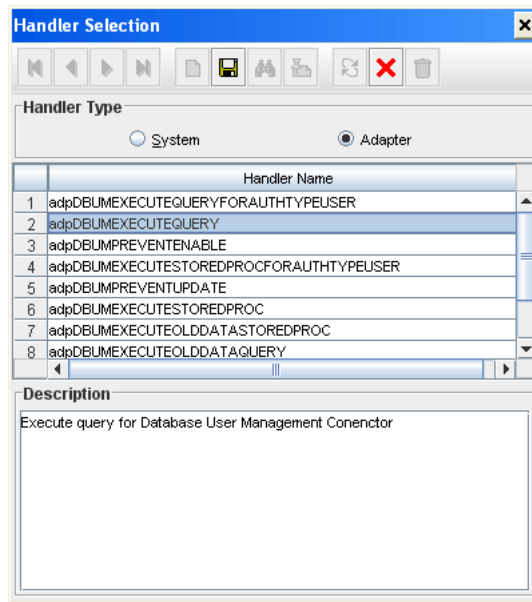 Handler Selection
Handler Type
System
Adapter
Handler Name
1 adpDBUMEXECUTEQUERYFORAUTHTYPEUSER
2 adpDBUMEXECUTEQUERY
3 adpDBUMPREVENTENABLE
4 adpDBUMEXECUTESTOREDPROCFORAUTHTYPEUSER
5 adpDBUMPREVENTUPDATE
6 adpDBUMEXECUTESTOREDPROC
7 adpDBUMEXECUTEOLDDATASTOREDPROC
8 adpDBUMEXECUTEOLDDATAQUERY
Description
Execute query for Database User Management Conenctor